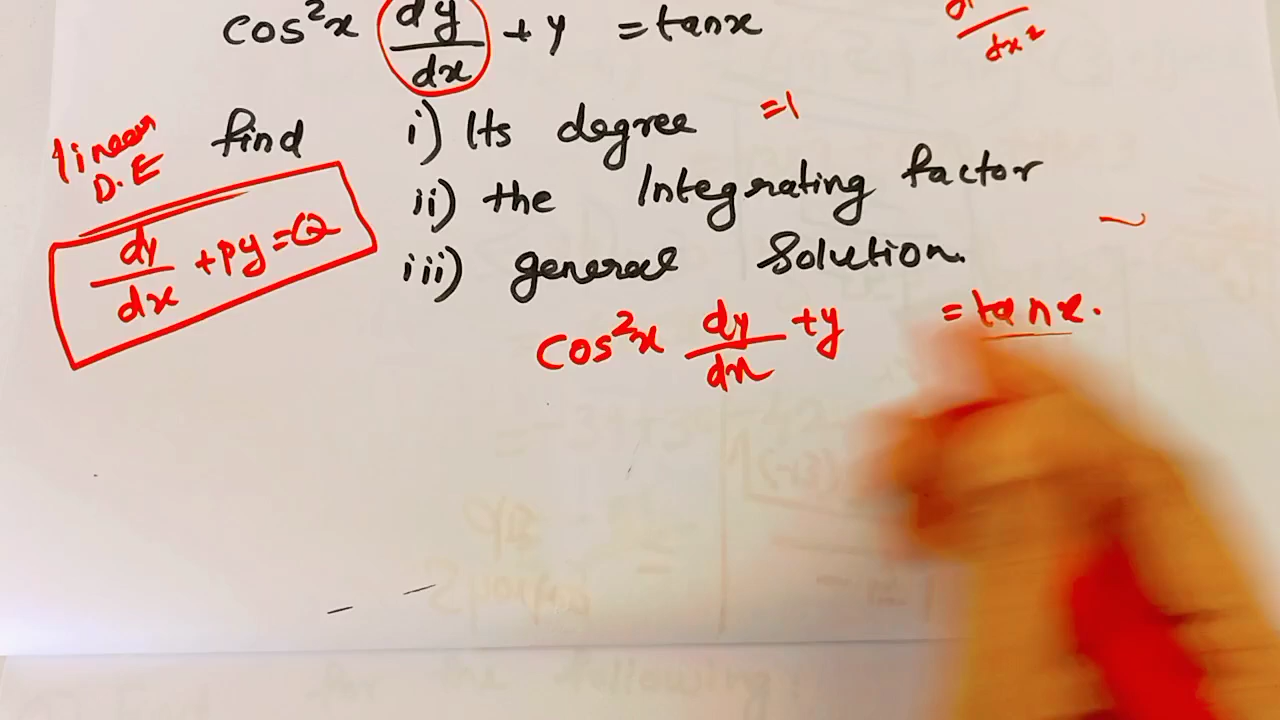 cos²x dy/dx + y = tanx
dx²
find i) Its degree =1
ii) the Integrating factor
iii) general Solution.
linear
D.E
dy/dx + py = Q
cos²x dy/dx + y = tanx.